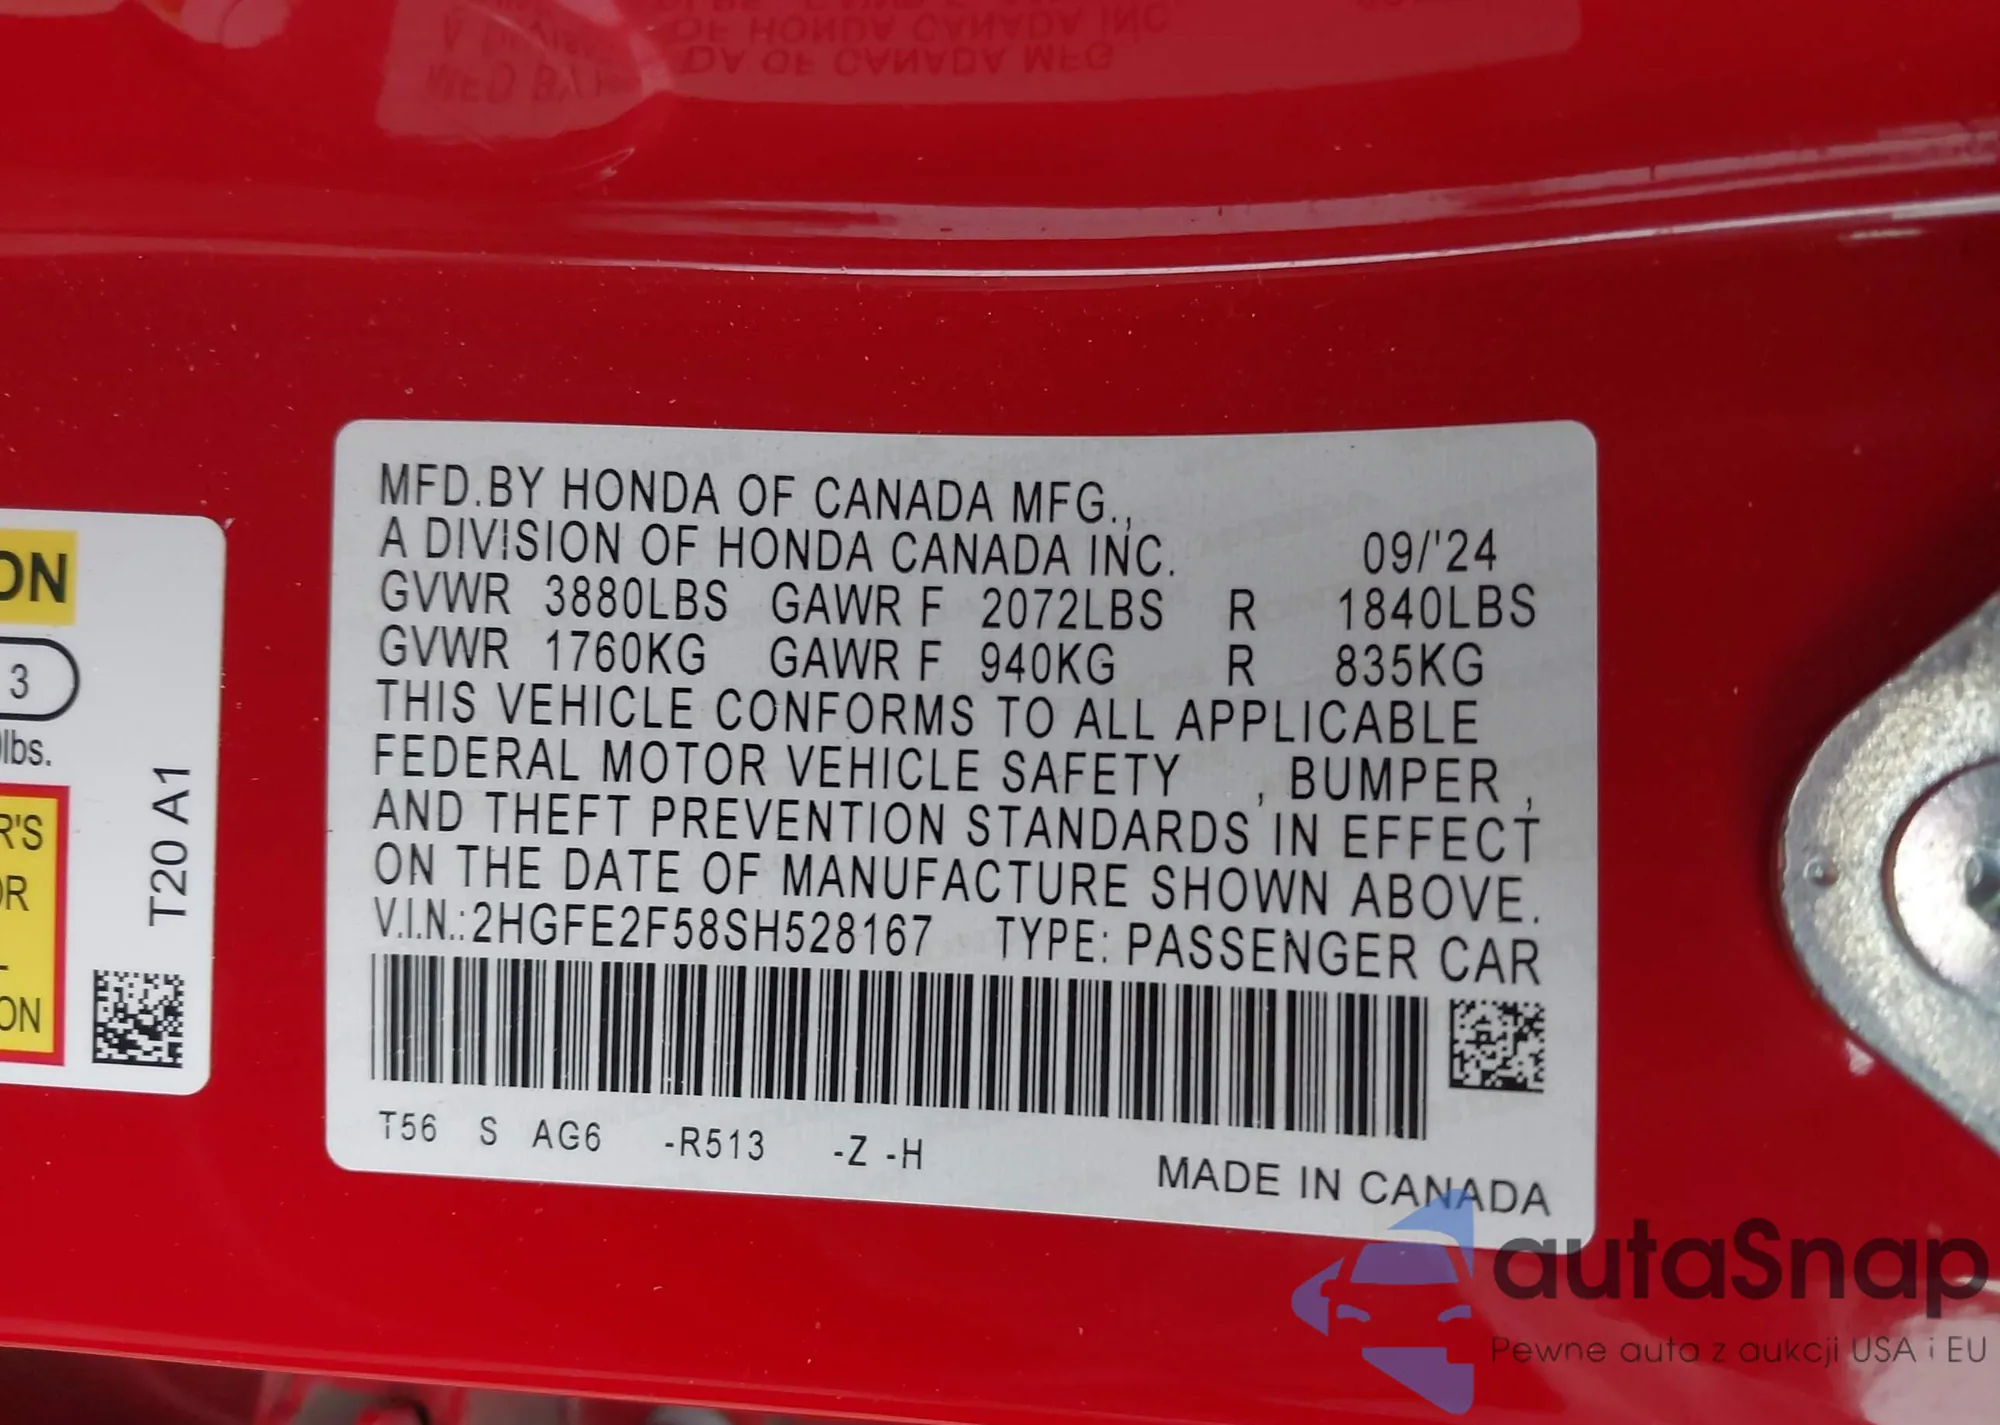 MFD.BY HONDA OF CANADA MFG.,
A DIVISION OF HONDA CANADA INC. 09/'24
GVWR 3880LBS GAWR F 2072LBS R 1840LBS
GVWR 1760KG GAWR F 940KG R 835KG
THIS VEHICLE CONFORMS TO ALL APPLICABLE
FEDERAL MOTOR VEHICLE SAFETY , BUMPER ,
AND THEFT PREVENTION STANDARDS IN EFFECT
ON THE DATE OF MANUFACTURE SHOWN ABOVE.
V.I.N.:2HGFE2F58SH528167 TYPE: PASSENGER CAR
T56 S AG6 -R513 -Z -H
MADE IN CANADA
ON
3
lbs.
R'S
OR
ON
T20 A1
autaSnap
Pewne auta z aukcji USA i EU